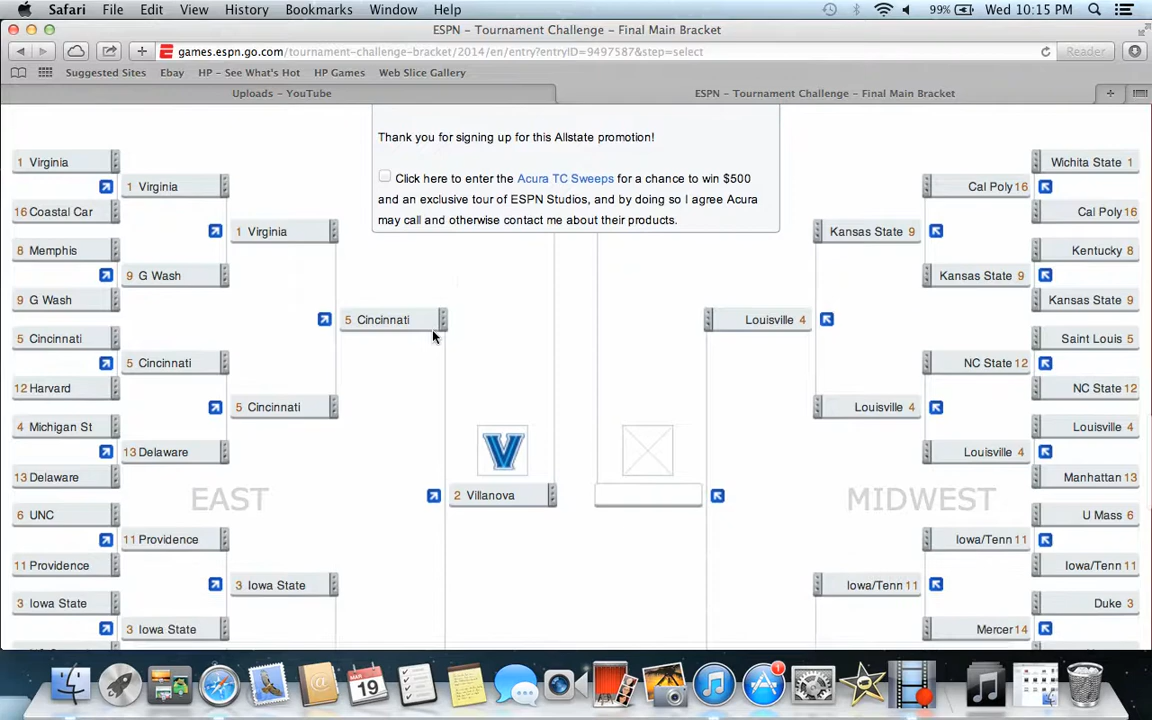 Safari File Edit View History Bookmarks Window Help 99% Wed 10:15 PM
ESPN - Tournament Challenge - Final Main Bracket
games.espn.go.com/tournament-challenge-bracket/2014/en/entry?entryID=9497587&step=select Reader
Suggested Sites Ebay HP - See What's Hot HP Games Web Slice Gallery
Uploads - YouTube ESPN - Tournament Challenge - Final Main Bracket
Thank you for signing up for this Allstate promotion!
Click here to enter the Acura TC Sweeps for a chance to win $500
and an exclusive tour of ESPN Studios, and by doing so I agree Acura
may call and otherwise contact me about their products.
1 Virginia
Wichita State 1
1 Virginia
Cal Poly 16
16 Coastal Car
Cal Poly 16
1 Virginia
Kansas State 9
8 Memphis
Kentucky 8
9 G Wash
Kansas State 9
9 G Wash
Kansas State 9
5 Cincinnati
Louisville 4
5 Cincinnati
Saint Louis 5
5 Cincinnati
NC State 12
12 Harvard
NC State 12
5 Cincinnati
Louisville 4
4 Michigan St
Louisville 4
13 Delaware
Louisville 4
13 Delaware
Manhattan 13
V
EAST
2 Villanova
MIDWEST
6 UNC
U Mass 6
11 Providence
Iowa/Tenn 11
11 Providence
Iowa/Tenn 11
3 Iowa State
Iowa/Tenn 11
3 Iowa State
Duke 3
3 Iowa State
Mercer 14
MAR
19
1